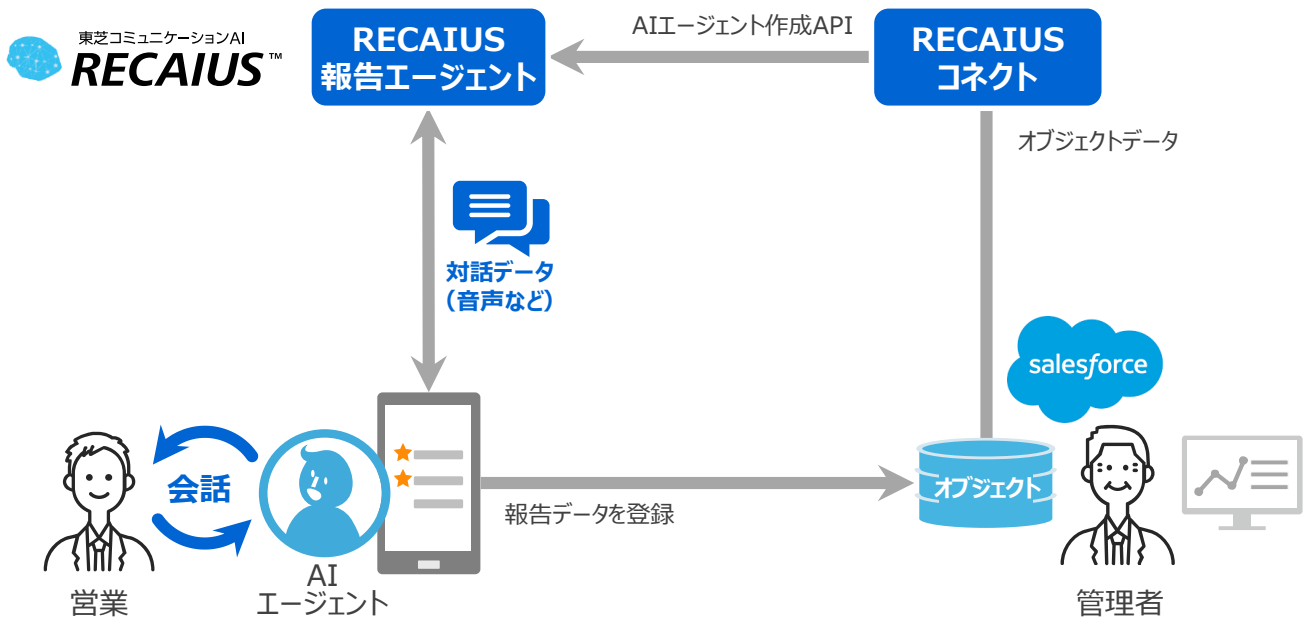 東芝コミュニケーションAI
RECAIUS™
RECAIUS
報告エージェント
AIエージェント作成API
RECAIUS
コネクト
オブジェクトデータ
対話データ
（音声など）
salesforce
会話
オブジェクト
報告データを登録
営業
AI
エージェント
管理者